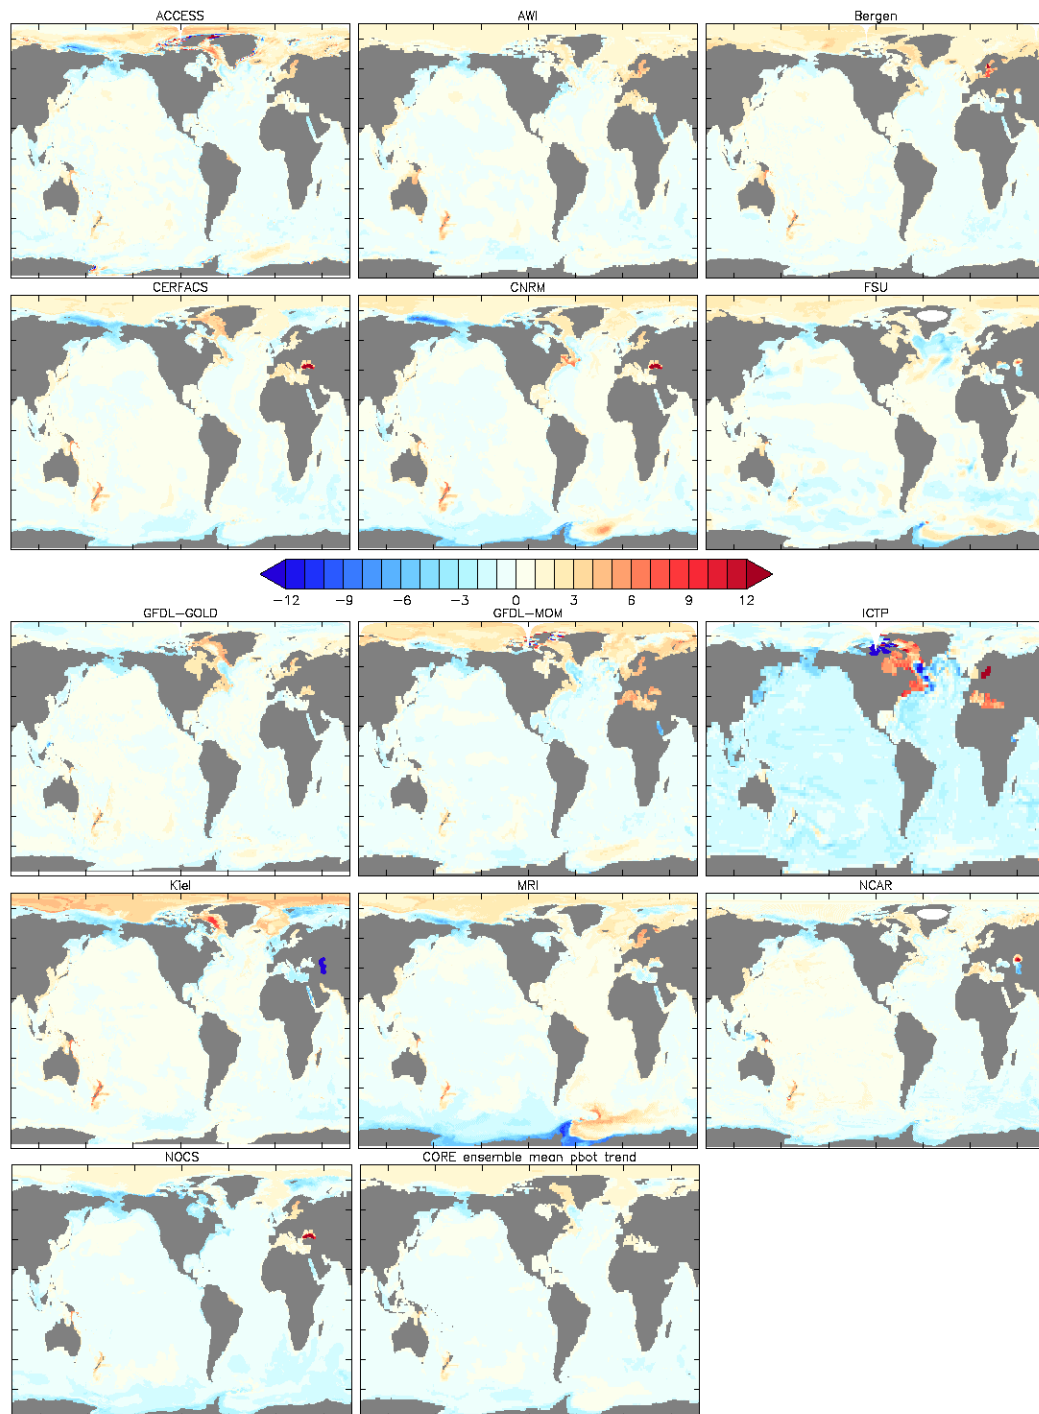 ACCESS
AWI
Bergen
CERFACS
CNRM
FSU
-12 -9 -6 -3 0 3 6 9 12
GFDL-GOLD
GFDL-MOM
ICTP
Kiel
MRI
NCAR
NOCS
CORE ensemble mean pbot trend